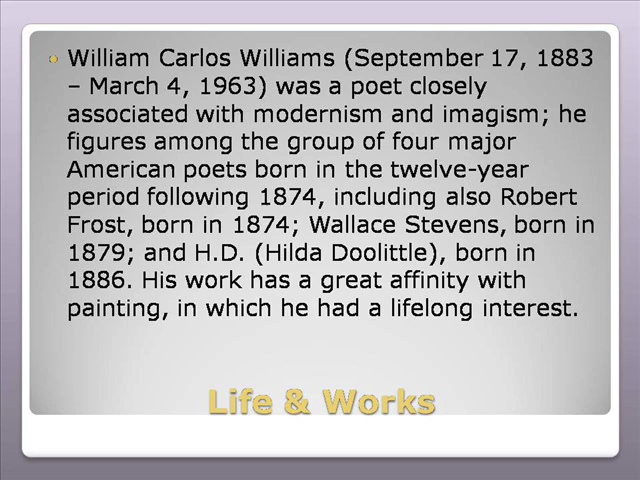 William Carlos Williams (September 17, 1883
– March 4, 1963) was a poet closely
associated with modernism and imagism; he
figures among the group of four major
American poets born in the twelve-year
period following 1874, including also Robert
Frost, born in 1874; Wallace Stevens, born in
1879; and H.D. (Hilda Doolittle), born in
1886. His work has a great affinity with
painting, in which he had a lifelong interest.
Life & Works